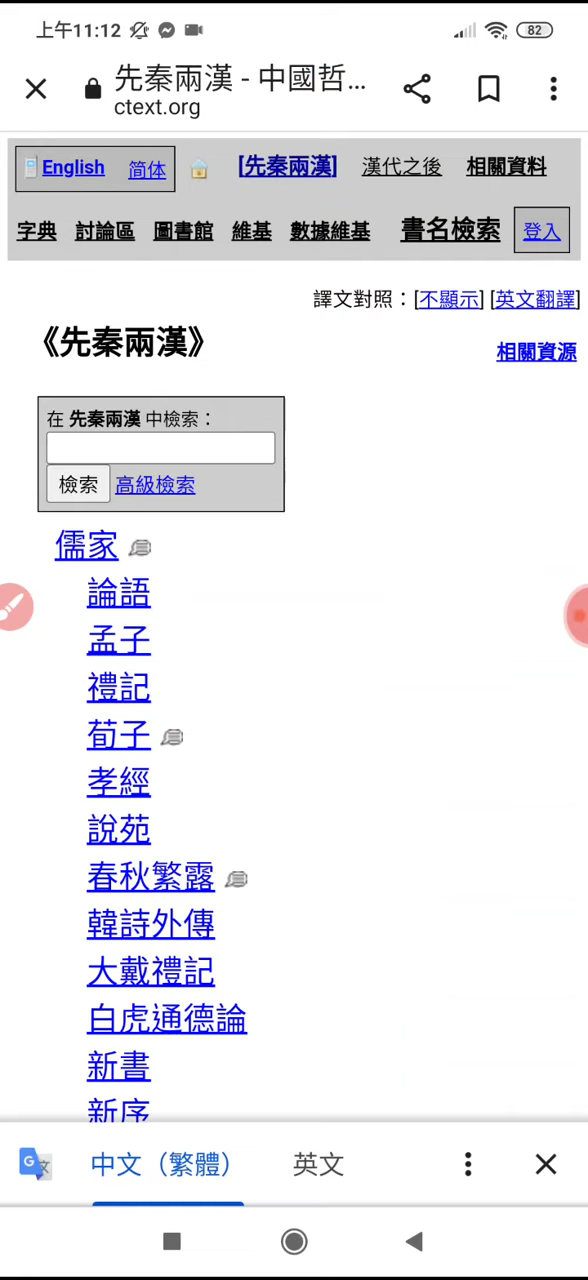 上午11:12 82
先秦兩漢 - 中國哲...
ctext.org
English 简体 [先秦兩漢] 漢代之後 相關資料
字典 討論區 圖書館 維基 數據維基 書名檢索 登入
譯文對照：[不顯示] [英文翻譯]
《先秦兩漢》
相關資源
在 先秦兩漢 中檢索：
檢索 高級檢索
儒家
論語
孟子
禮記
荀子
孝經
說苑
春秋繁露
韓詩外傳
大戴禮記
白虎通德論
新書
新序
中文（繁體） 英文